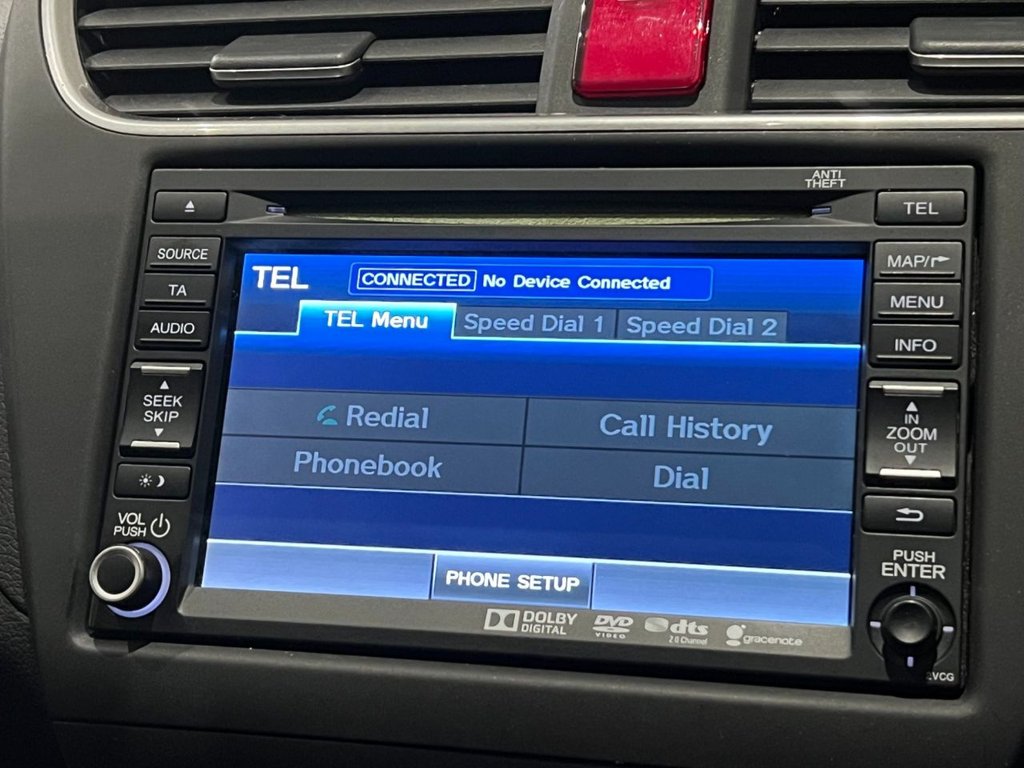 ANTI
THEFT
TEL
SOURCE
MAP/
TA
MENU
AUDIO
INFO
SEEK
SKIP
IN
ZOOM
OUT
VOL
PUSH
PUSH
ENTER
TEL
CONNECTED No Device Connected
TEL Menu Speed Dial 1 Speed Dial 2
Redial Call History
Phonebook Dial
PHONE SETUP
DOLBY
DIGITAL
DVD
VIDEO
dts
2.0 Channel
gracenote